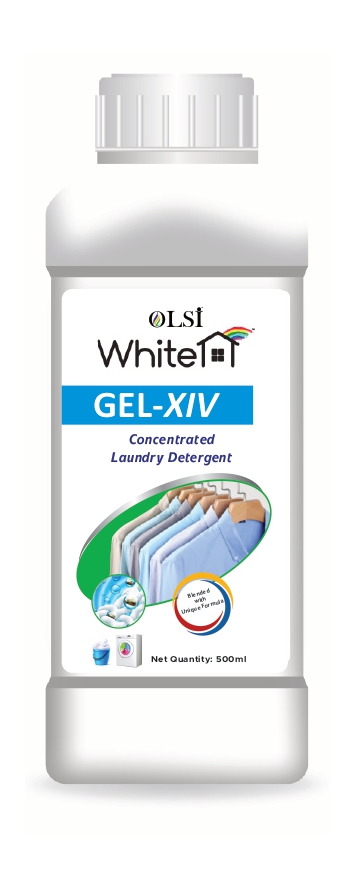 OLSI
White
GEL-XIV
Concentrated
Laundry Detergent
Blended
with
Unique Formula
Net Quantity: 500ml